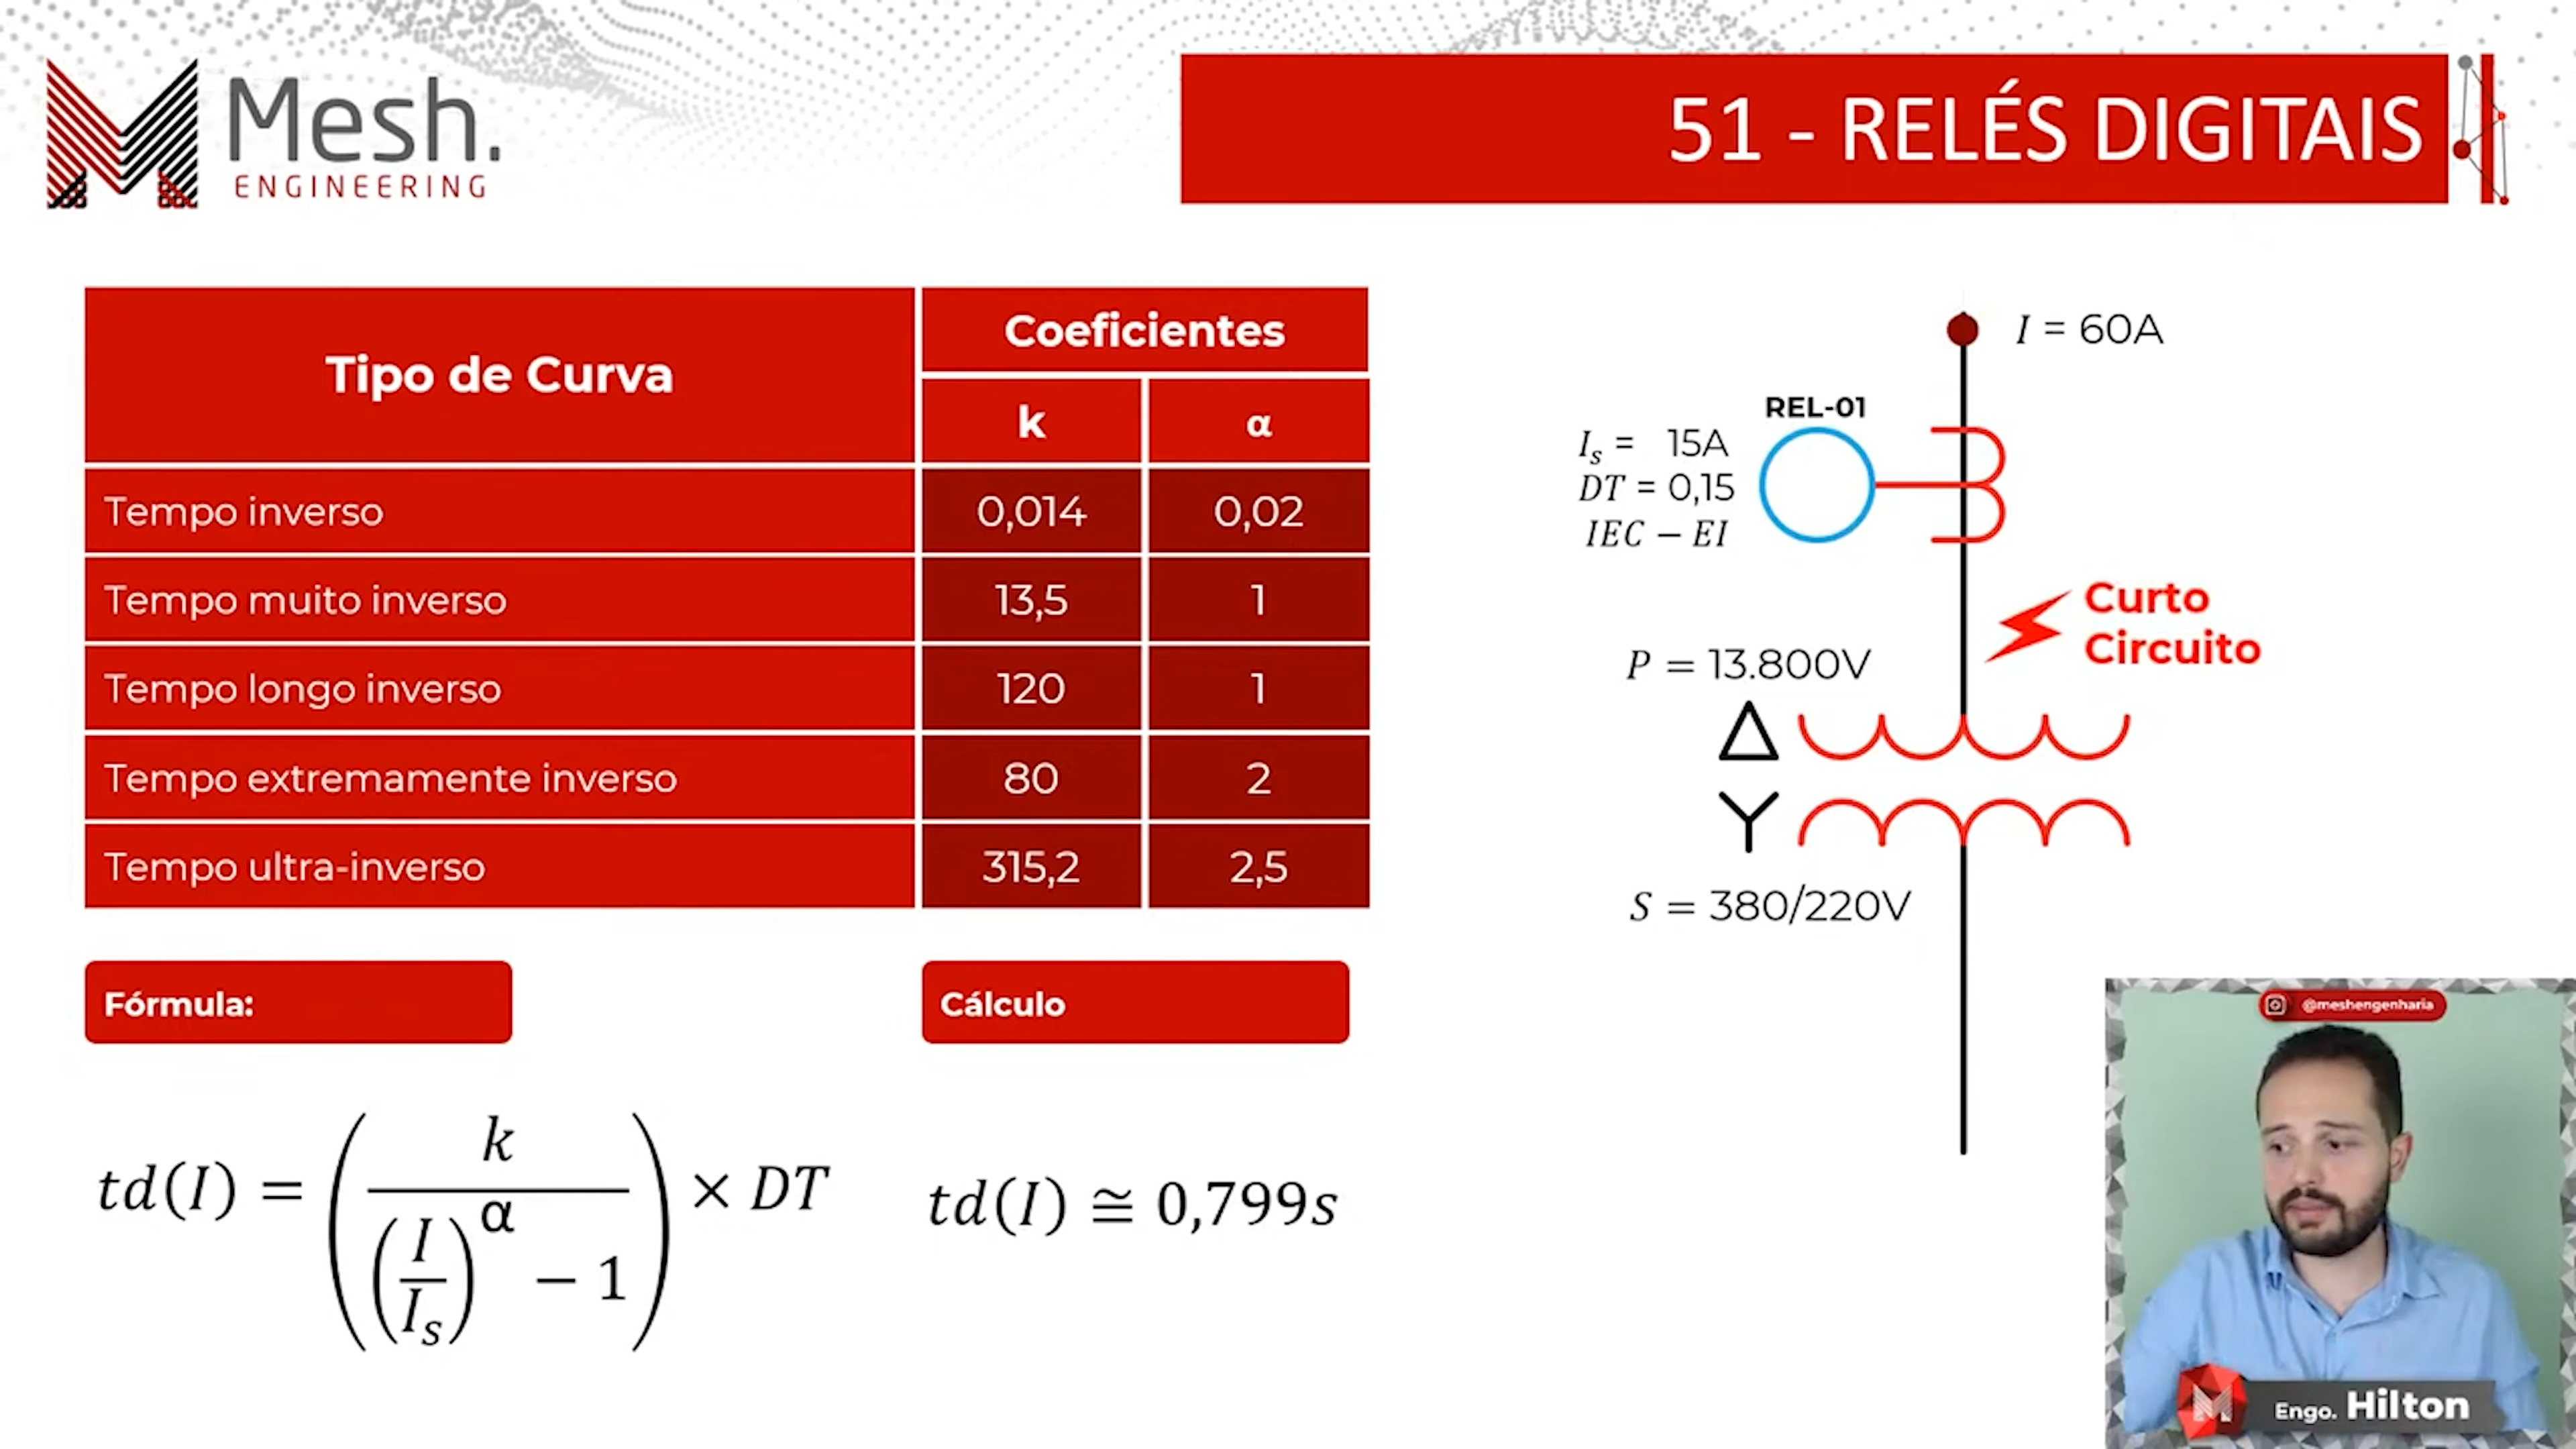 Mesh.
ENGINEERING
51 - RELÉS DIGITAIS
Tipo de Curva
Coeficientes
k
α
Tempo inverso 0,014 0,02
Tempo muito inverso 13,5 1
Tempo longo inverso 120 1
Tempo extremamente inverso 80 2
Tempo ultra-inverso 315,2 2,5
Fórmula:
td(I) = (k / ((I/Is)^α − 1)) × DT
Cálculo
td(I) ≅ 0,799s
I = 60A
REL-01
Is = 15A
DT = 0,15
IEC − EI
Curto
Circuito
P = 13.800V
S = 380/220V
@meshengenharia
Engo. Hilton